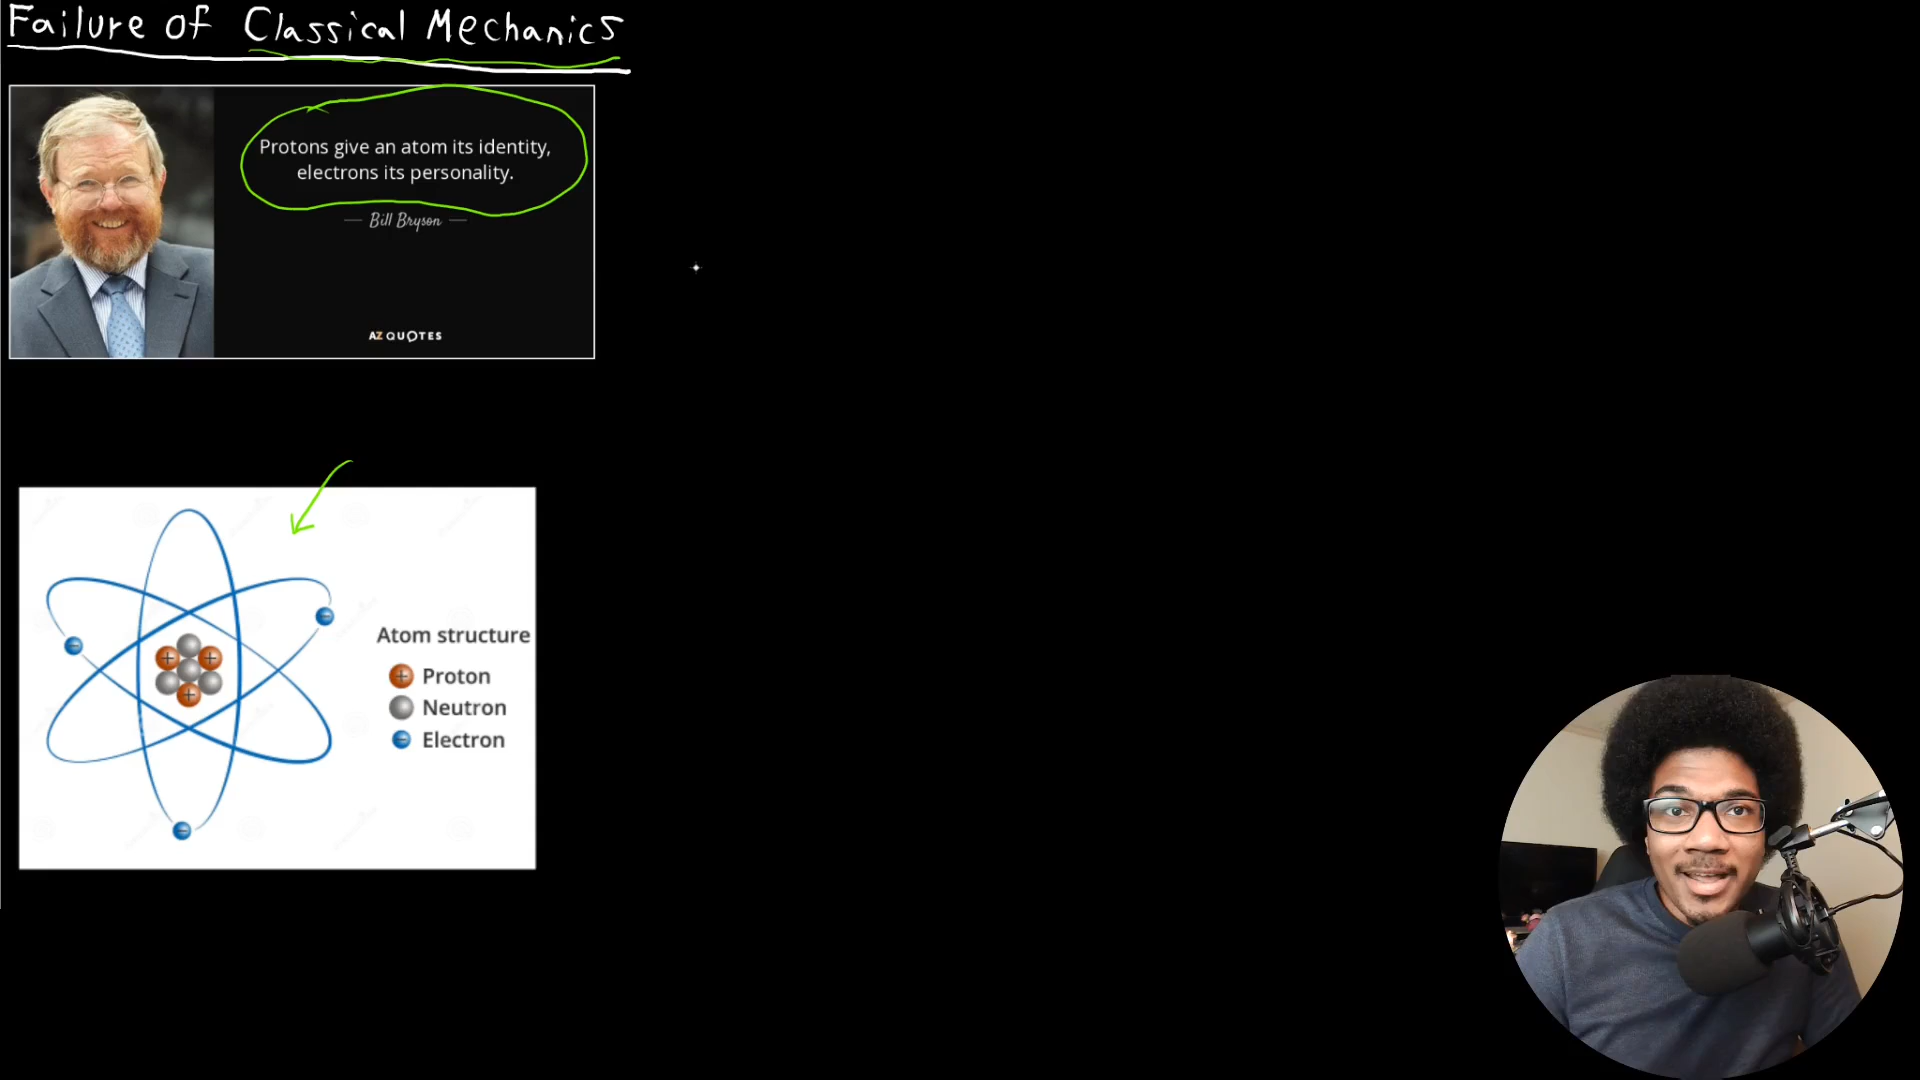 Failure of Classical Mechanics
Protons give an atom its identity,
electrons its personality.
— Bill Bryson —
AZ QUOTES
Atom structure
+ Proton
Neutron
− Electron